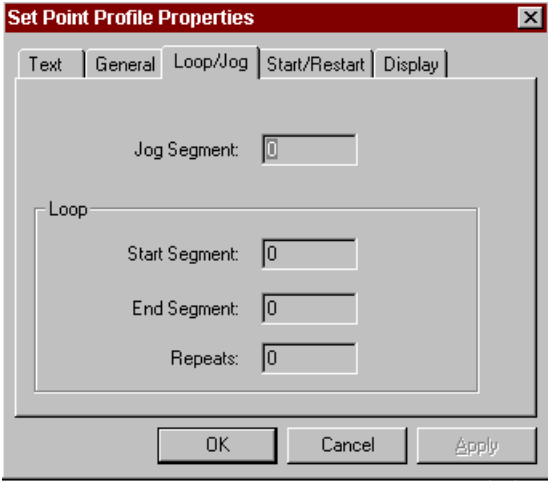 Set Point Profile Properties
Text General Loop/Jog Start/Restart Display
Jog Segment: 0
Loop
Start Segment: 0
End Segment: 0
Repeats: 0
OK Cancel Apply